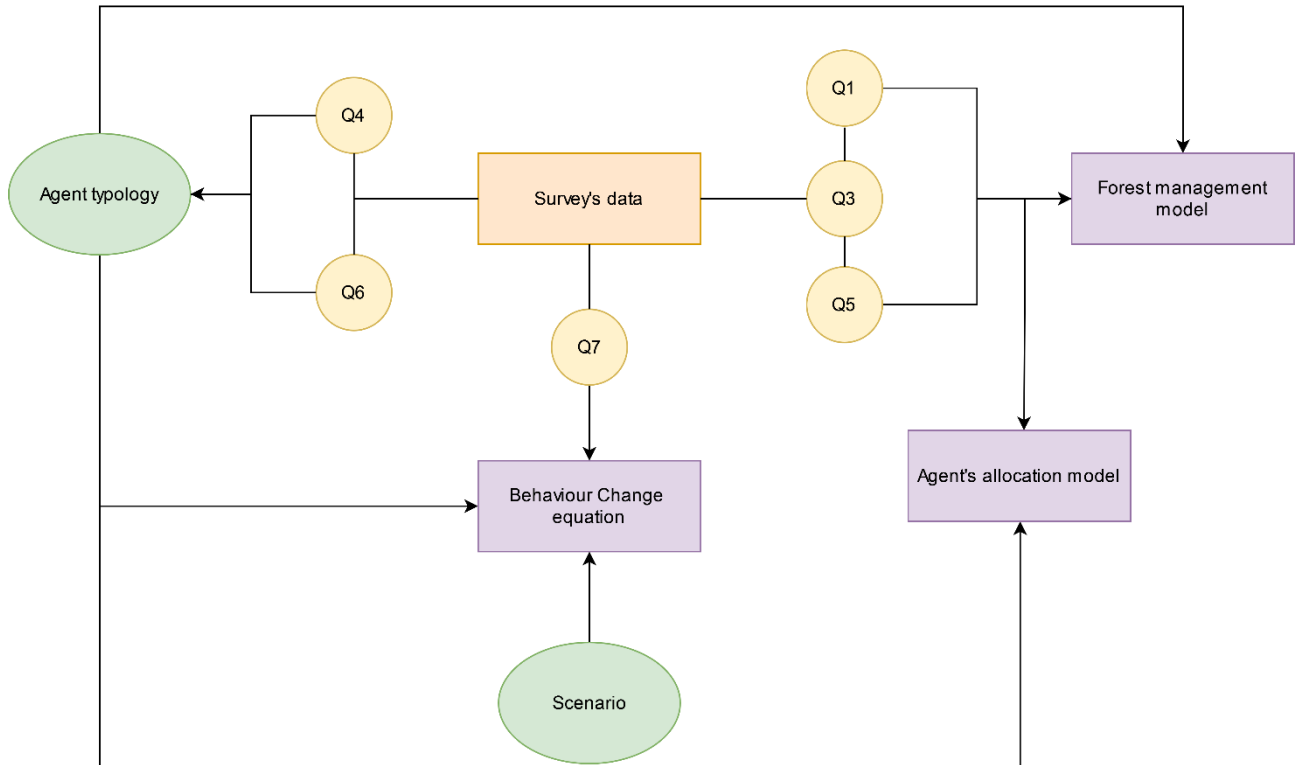 Q1
Q4
Agent typology
Survey's data
Q3
Forest management
model
Q6
Q5
Q7
Agent's allocation model
Behaviour Change
equation
Scenario